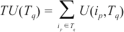 TU(T_q) = \sum_{i_p \in T_q} U(i_p, T_q)